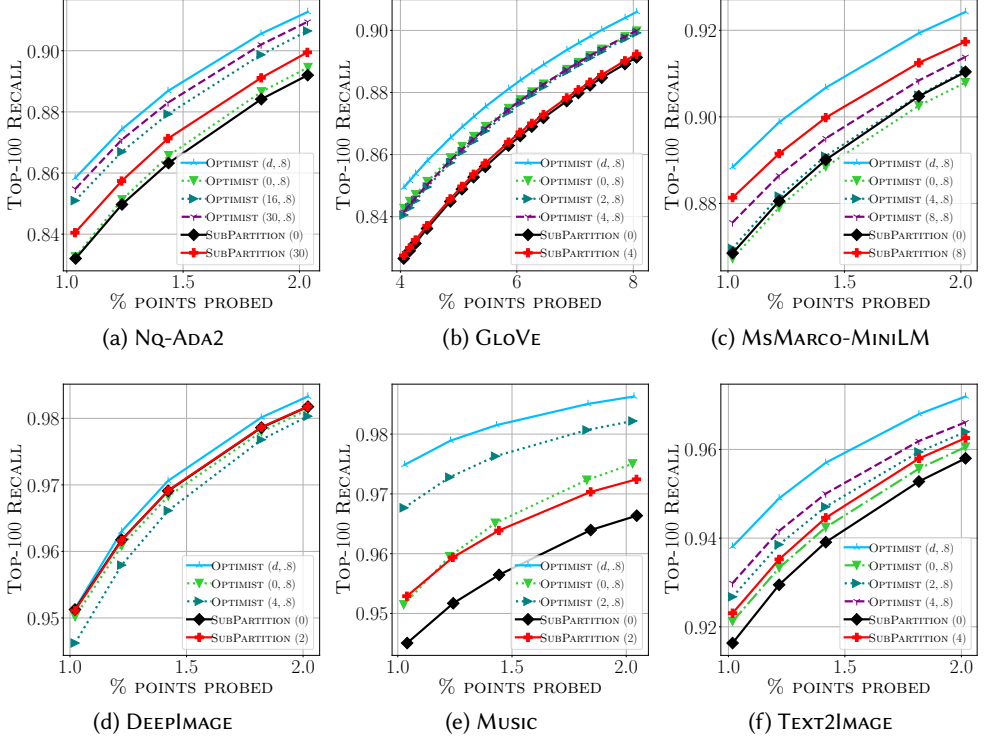 TOP-100 RECALL
0.90
0.88
0.86
0.84
1.0
1.5
2.0
% POINTS PROBED
OPTIMIST (d, .8)
OPTIMIST (0, .8)
OPTIMIST (16, .8)
OPTIMIST (30, .8)
SUBPARTITION (0)
SUBPARTITION (30)
(a) NQ-ADA2
TOP-100 RECALL
0.90
0.88
0.86
0.84
4
6
8
% POINTS PROBED
OPTIMIST (d, .8)
OPTIMIST (0, .8)
OPTIMIST (2, .8)
OPTIMIST (4, .8)
SUBPARTITION (0)
SUBPARTITION (4)
(b) GLOVE
TOP-100 RECALL
0.92
0.90
0.88
1.0
1.5
2.0
% POINTS PROBED
OPTIMIST (d, .8)
OPTIMIST (0, .8)
OPTIMIST (4, .8)
OPTIMIST (8, .8)
SUBPARTITION (0)
SUBPARTITION (8)
(c) MSMARCO-MINILM
TOP-100 RECALL
0.98
0.97
0.96
0.95
1.0
1.5
2.0
% POINTS PROBED
OPTIMIST (d, .8)
OPTIMIST (0, .8)
OPTIMIST (4, .8)
SUBPARTITION (0)
SUBPARTITION (2)
(d) DEEPIMAGE
TOP-100 RECALL
0.98
0.97
0.96
0.95
1.0
1.5
2.0
% POINTS PROBED
OPTIMIST (d, .8)
OPTIMIST (0, .8)
OPTIMIST (2, .8)
SUBPARTITION (0)
SUBPARTITION (2)
(e) MUSIC
TOP-100 RECALL
0.96
0.94
0.92
1.0
1.5
2.0
% POINTS PROBED
OPTIMIST (d, .8)
OPTIMIST (0, .8)
OPTIMIST (2, .8)
OPTIMIST (4, .8)
SUBPARTITION (0)
SUBPARTITION (4)
(f) TEXT2IMAGE